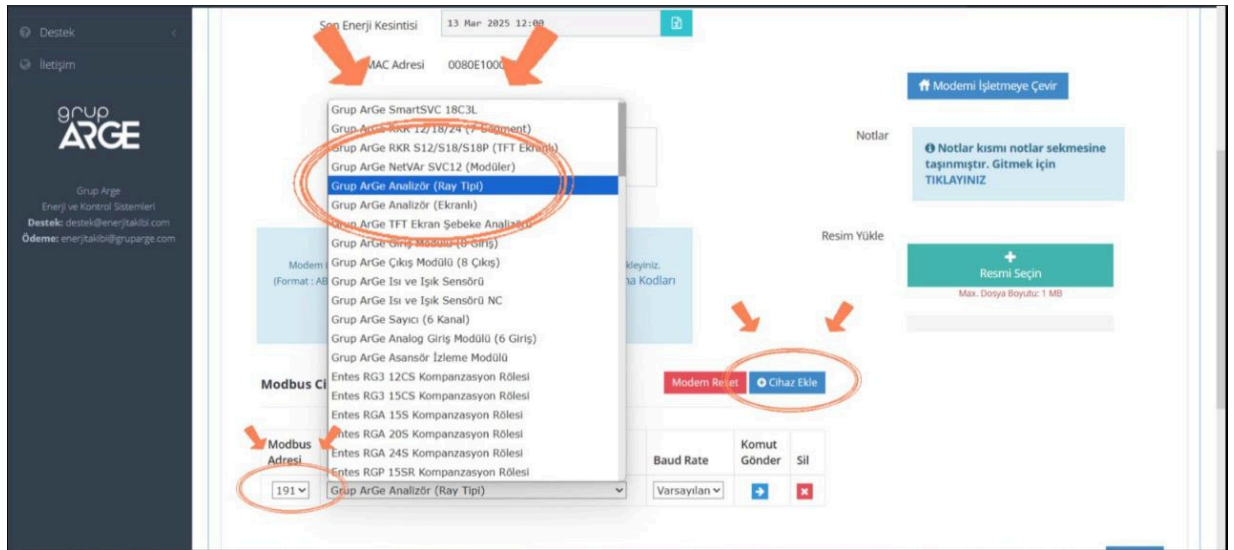 Destek
İletişim
grup
ARGE
Grup Arge
Enerji ve Kontrol Sistemleri
Destek: destek@enerjitakibi.com
Ödeme: enerjitakibi@gruparge.com
Son Enerji Kesintisi
13 Mar 2025 12:00
MAC Adresi
Grup ArGe SmartSVC 18C3L
Grup ArGe RKR 12/18/24 (7 Segment)
Grup ArGe RKR S12/S18/S18P (TFT Ekranlı)
Grup ArGe NetVAr SVC12 (Modüler)
Grup ArGe Analizör (Ray Tipi)
Grup ArGe Analizör (Ekranlı)
Grup ArGe TFT Ekran Şebeke Analizörü
Grup ArGe Giriş Modülü (8 Giriş)
Grup ArGe Çıkış Modülü (8 Çıkış)
Grup ArGe Isı ve Işık Sensörü
Grup ArGe Isı ve Işık Sensörü NC
Grup ArGe Sayıcı (6 Kanal)
Grup ArGe Analog Giriş Modülü (6 Giriş)
Grup ArGe Asansör İzleme Modülü
Entes RG3 12CS Kompanzasyon Rölesi
Entes RG3 15CS Kompanzasyon Rölesi
Entes RGA 15S Kompanzasyon Rölesi
Entes RGA 20S Kompanzasyon Rölesi
Entes RGA 24S Kompanzasyon Rölesi
Entes RGP 15SR Kompanzasyon Rölesi
Modem
kleyiniz.
(Format : AB
na Kodları
Modemi İşletmeye Çevir
Notlar
Notlar kısmı notlar sekmesine
taşınmıştır. Gitmek için
TIKLAYINIZ
Resim Yükle
Resmi Seçin
Max. Dosya Boyutu: 1 MB
Modbus Ci
Modem Reset
Cihaz Ekle
Modbus
Adresi
Baud Rate
Komut
Gönder
Sil
191
Grup ArGe Analizör (Ray Tipi)
Varsayılan